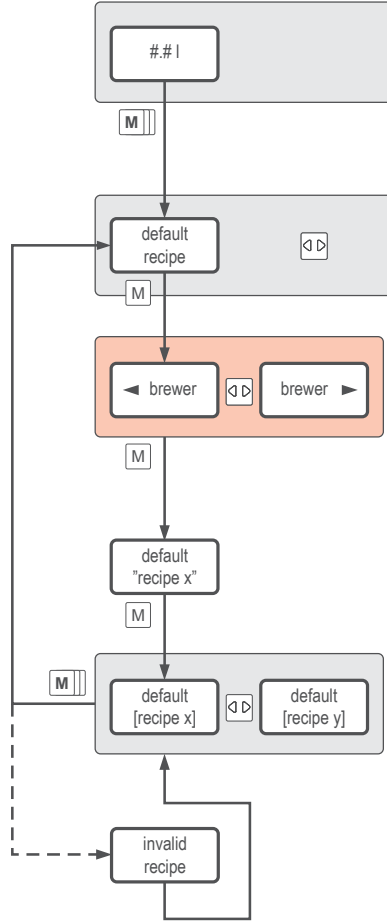 #.# l
M
default
recipe
M
◄ brewer
brewer ►
M
default
"recipe x"
M
M
default
[recipe x]
default
[recipe y]
invalid
recipe